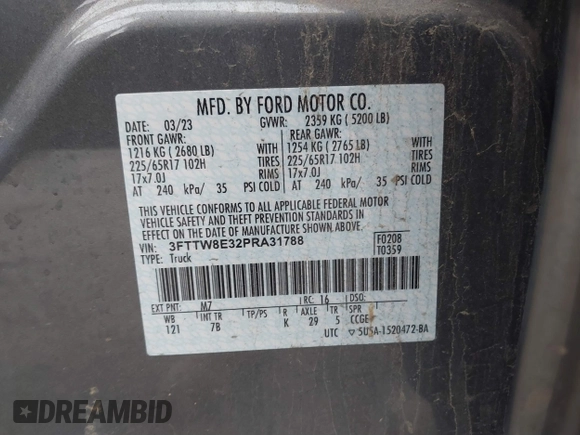 MFD. BY FORD MOTOR CO.
DATE: 03/23 GVWR: 2359 KG ( 5200 LB)
FRONT GAWR: REAR GAWR:
1216 KG ( 2680 LB) 1254 KG ( 2765 LB)
225/65R17 102H TIRES 225/65R17 102H TIRES
17x7.0J RIMS 17x7.0J RIMS
AT 240 kPa/ 35 PSI COLD AT 240 kPa/ 35 PSI COLD
THIS VEHICLE CONFORMS TO ALL APPLICABLE FEDERAL MOTOR
VEHICLE SAFETY, BUMPER, AND THEFT PREVENTION STANDARDS IN
EFFECT ON THE DATE OF MANUFACTURE SHOWN ABOVE.
VIN: 3FTTW8E32PRA31788 F0208
TYPE: Truck T0359
EXT PNT: M7 RC: 16 DSO:
WB INT TR TP/PS R AXLE TR SPR
121 7B K 29 5 CCGE
UTC ▽ 5U5A-1520472-BA
DREAMBID